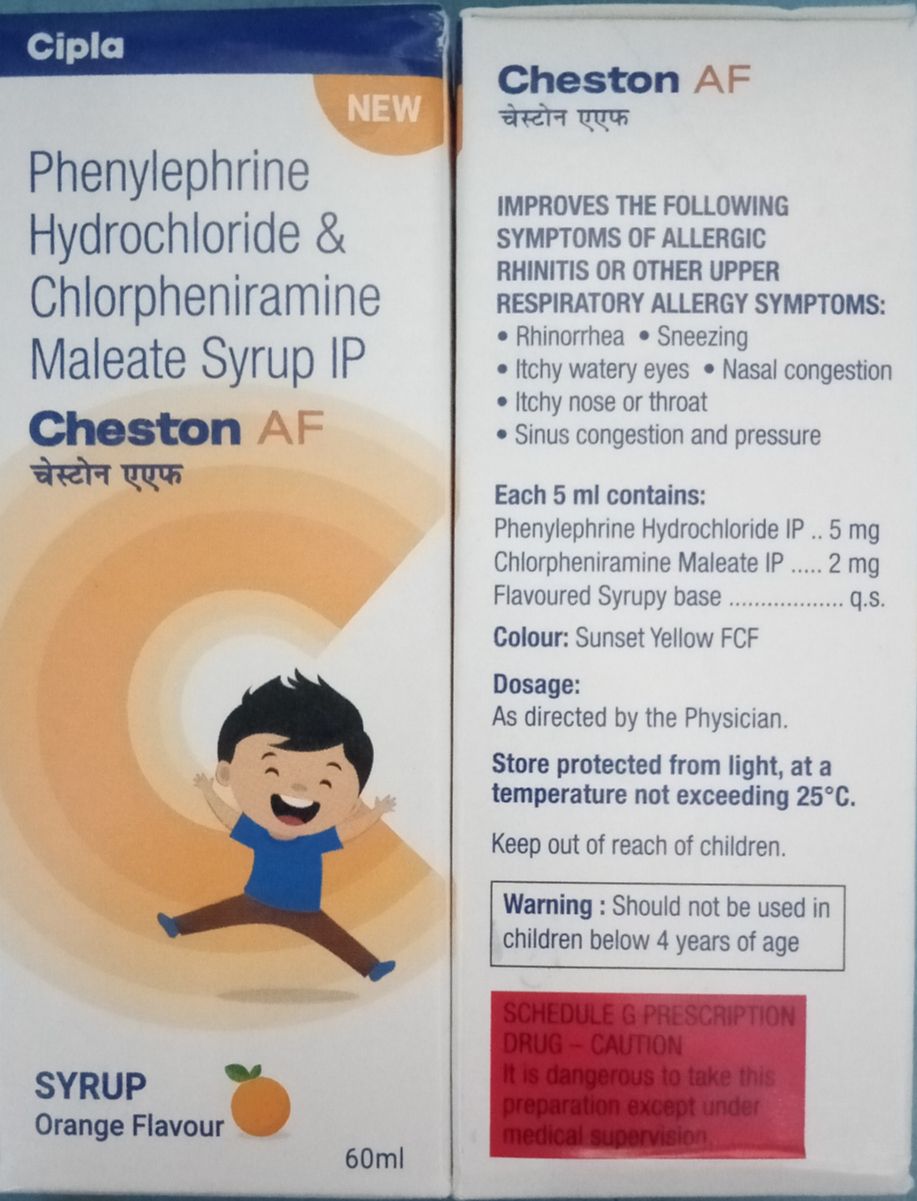 Cipla
NEW
Phenylephrine
Hydrochloride &
Chlorpheniramine
Maleate Syrup IP
Cheston AF
चेस्टोन एएफ
SYRUP
Orange Flavour
60ml
Cheston AF
चेस्टोन एएफ
IMPROVES THE FOLLOWING
SYMPTOMS OF ALLERGIC
RHINITIS OR OTHER UPPER
RESPIRATORY ALLERGY SYMPTOMS:
• Rhinorrhea • Sneezing
• Itchy watery eyes • Nasal congestion
• Itchy nose or throat
• Sinus congestion and pressure
Each 5 ml contains:
Phenylephrine Hydrochloride IP .. 5 mg
Chlorpheniramine Maleate IP ..... 2 mg
Flavoured Syrupy base .................. q.s.
Colour: Sunset Yellow FCF
Dosage:
As directed by the Physician.
Store protected from light, at a
temperature not exceeding 25°C.
Keep out of reach of children.
Warning : Should not be used in
children below 4 years of age
SCHEDULE G PRESCRIPTION
DRUG – CAUTION
It is dangerous to take this
preparation except under
medical supervision.